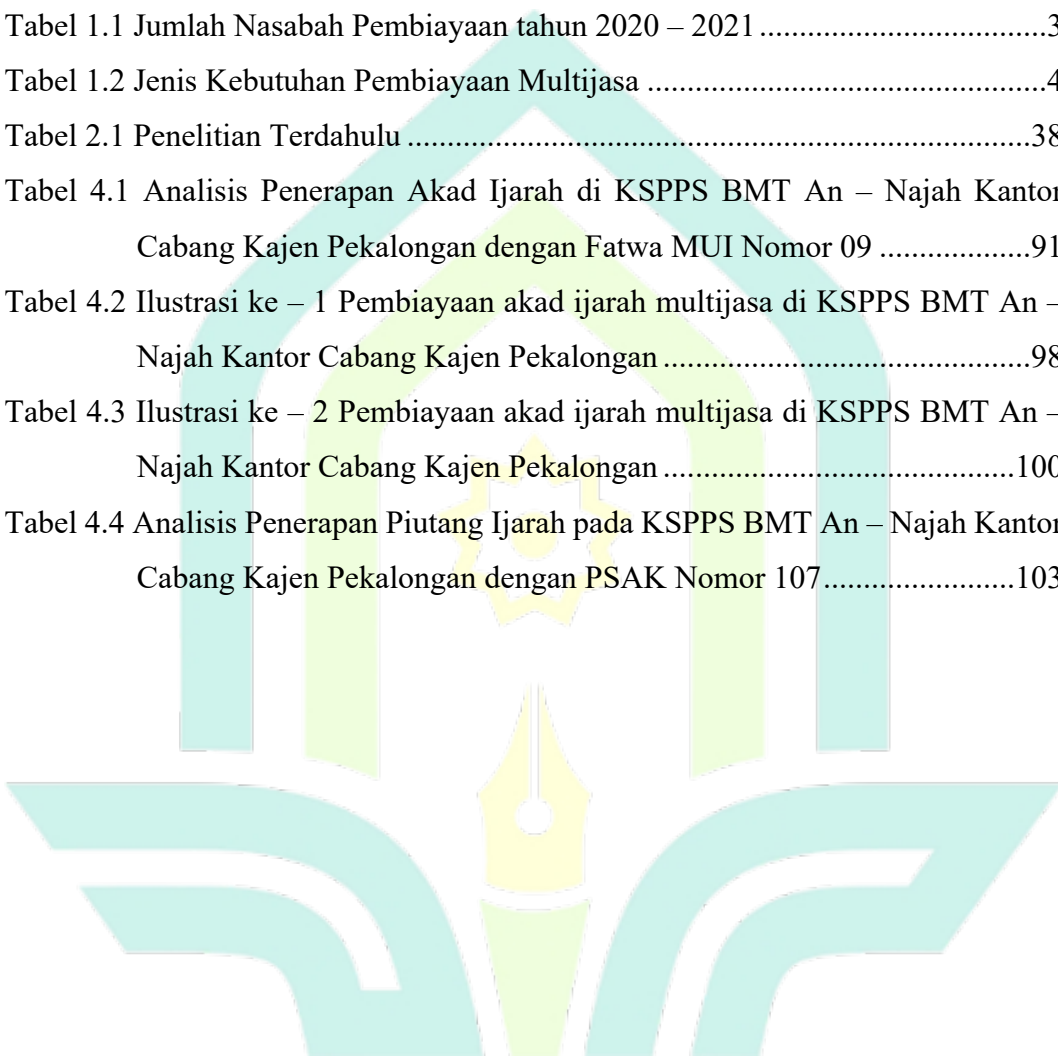 Tabel 1.1 Jumlah Nasabah Pembiayaan tahun 2020 – 2021...................................3
Tabel 1.2 Jenis Kebutuhan Pembiayaan Multijasa ................................................4
Tabel 2.1 Penelitian Terdahulu ...........................................................................38
Tabel 4.1 Analisis Penerapan Akad Ijarah di KSPPS BMT An – Najah Kantor
Cabang Kajen Pekalongan dengan Fatwa MUI Nomor 09 ..................91
Tabel 4.2 Ilustrasi ke – 1 Pembiayaan akad ijarah multijasa di KSPPS BMT An –
Najah Kantor Cabang Kajen Pekalongan ............................................98
Tabel 4.3 Ilustrasi ke – 2 Pembiayaan akad ijarah multijasa di KSPPS BMT An –
Najah Kantor Cabang Kajen Pekalongan ..........................................100
Tabel 4.4 Analisis Penerapan Piutang Ijarah pada KSPPS BMT An – Najah Kantor
Cabang Kajen Pekalongan dengan PSAK Nomor 107.......................103